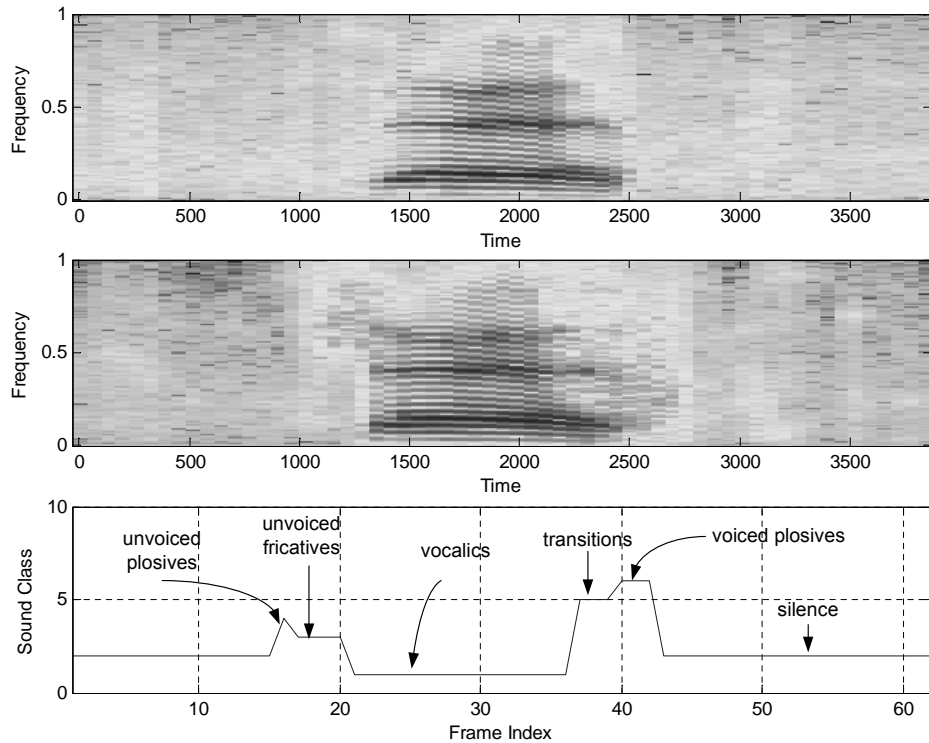 1
Frequency
0.5
0
0 500 1000 1500 2000 2500 3000 3500
Time
1
Frequency
0.5
0
0 500 1000 1500 2000 2500 3000 3500
Time
10
Sound Class
5
0
unvoiced
plosives
unvoiced
fricatives
vocalics
transitions
voiced plosives
silence
10 20 30 40 50 60
Frame Index